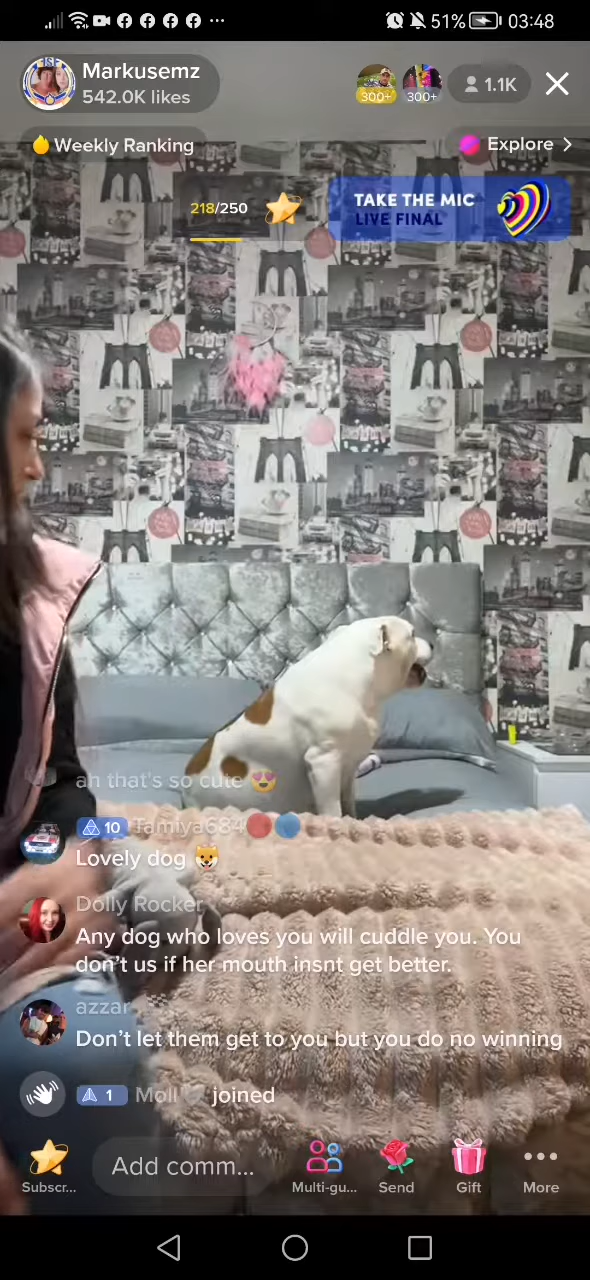 51% 03:48
Markusemz
542.0K likes
300+ 300+ 1.1K
Weekly Ranking
Explore
218/250
TAKE THE MIC
LIVE FINAL
ah that's so cute 😍
10 Tamiya684🔴🔵
Lovely dog 🐶
Dolly Rocker
Any dog who loves you will cuddle you. You
don't us if her mouth insnt get better.
azzar 🏁
Don't let them get to you but you do no winning
1 Moll🤍 joined
Add comm...
Subscr... Multi-gu... Send Gift More